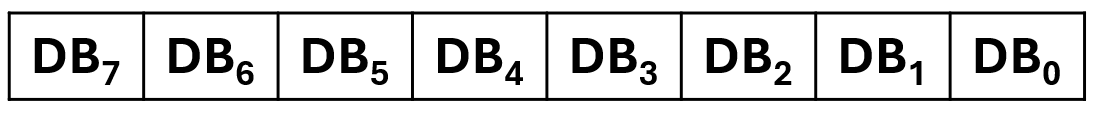 DB₇ DB₆ DB₅ DB₄ DB₃ DB₂ DB₁ DB₀